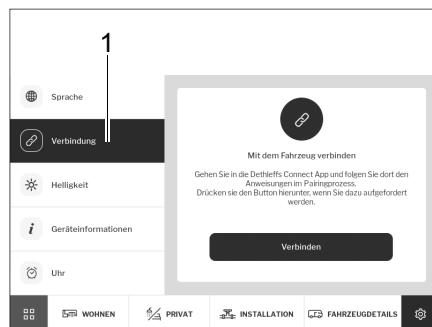 1
Sprache
Verbindung
Helligkeit
Geräteinformationen
Uhr
Mit dem Fahrzeug verbinden
Gehen Sie in die Dethleffs Connect App und folgen Sie dort den
Anweisungen im Pairingprozess.
Drücken sie den Button hierunter, wenn Sie dazu aufgefordert
werden.
Verbinden
WOHNEN
PRIVAT
INSTALLATION
FAHRZEUGDETAILS